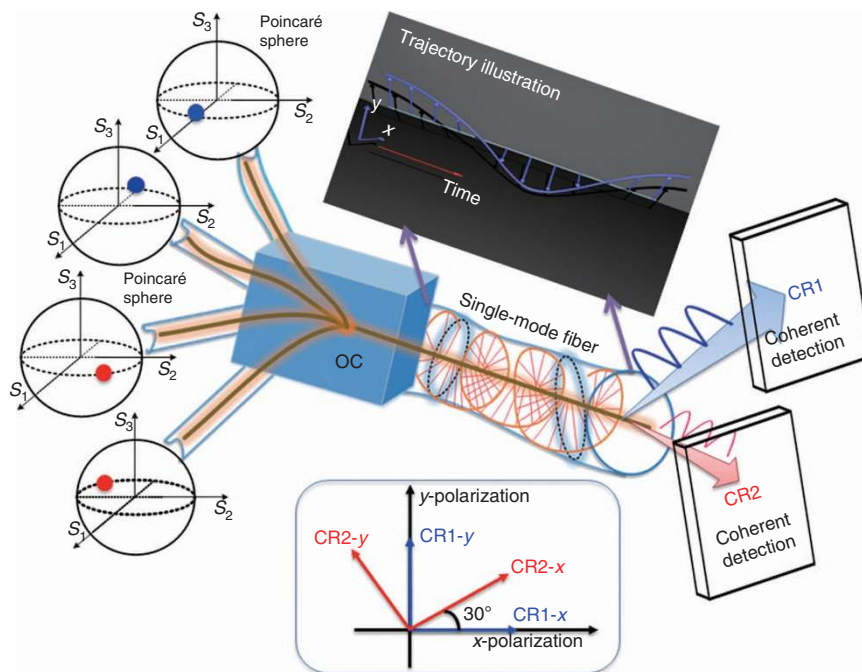 S3
Poincaré
sphere
S1
S2
S3
S1
S2
Poincaré
sphere
S3
S1
S2
S3
S1
S2
Trajectory illustration
y
x
Time
Single-mode fiber
OC
CR1
Coherent
detection
CR2
Coherent
detection
y-polarization
CR2-y
CR1-y
CR2-x
30°
CR1-x
x-polarization